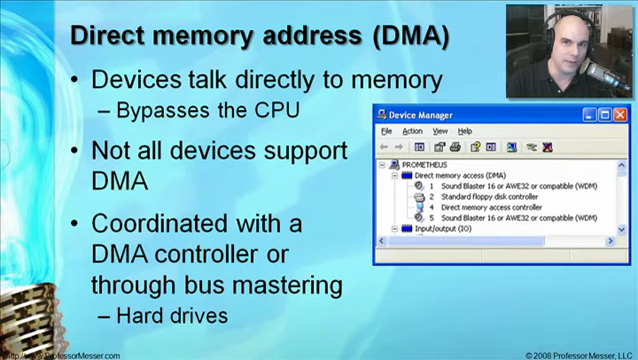 Direct memory address (DMA)
• Devices talk directly to memory
– Bypasses the CPU
• Not all devices support
DMA
• Coordinated with a
DMA controller or
through bus mastering
– Hard drives
Device Manager
File Action View Help
PROMETHEUS
Direct memory access (DMA)
1 Sound Blaster 16 or AWE32 or compatible (WDM)
2 Standard floppy disk controller
4 Direct memory access controller
5 Sound Blaster 16 or AWE32 or compatible (WDM)
Input/output (IO)
http://www.ProfessorMesser.com
© 2008 Professor Messer, LLC